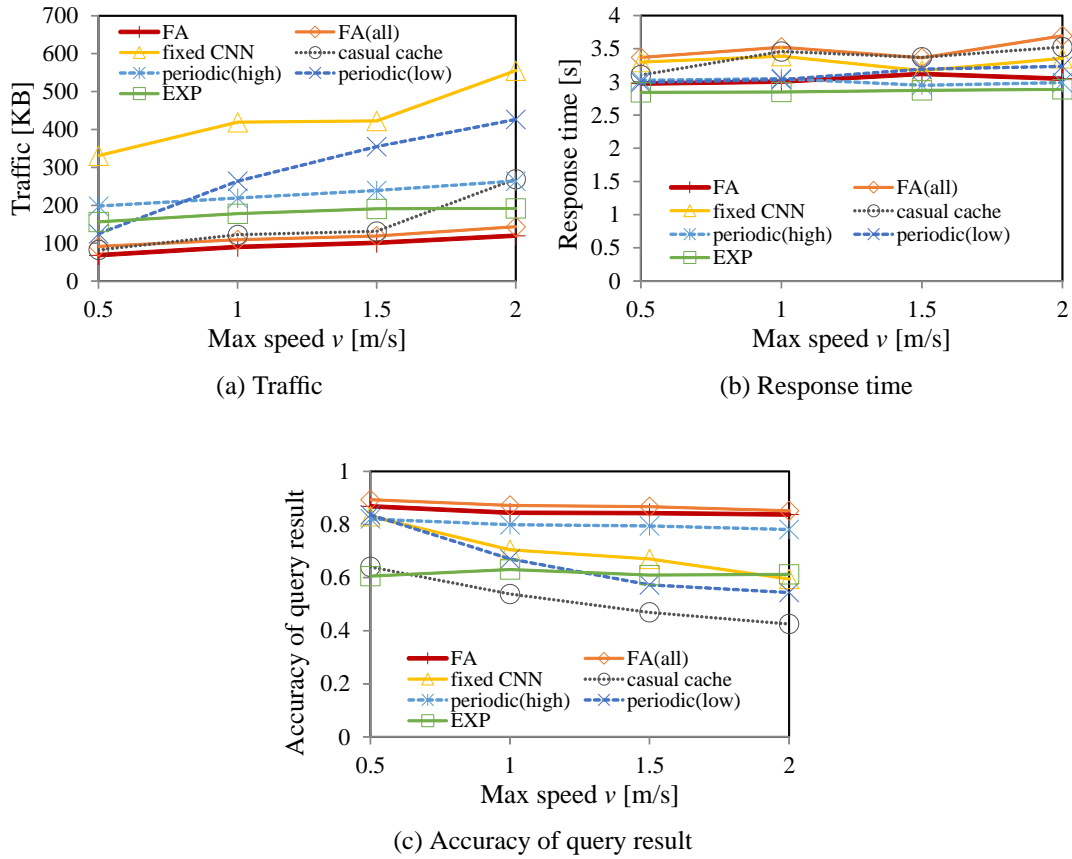 700
600
500
400
300
200
100
0
Traffic [KB]
FA
FA(all)
fixed CNN
casual cache
periodic(high)
periodic(low)
EXP
0.5
1
1.5
2
Max speed v [m/s]
(a) Traffic
4
3.5
3
2.5
2
1.5
1
0.5
0
Response time [s]
FA
FA(all)
fixed CNN
casual cache
periodic(high)
periodic(low)
EXP
0.5
1
1.5
2
Max speed v [m/s]
(b) Response time
1
0.8
0.6
0.4
0.2
0
Accuracy of query result
FA
FA(all)
fixed CNN
casual cache
periodic(high)
periodic(low)
EXP
0.5
1
1.5
2
Max speed v [m/s]
(c) Accuracy of query result